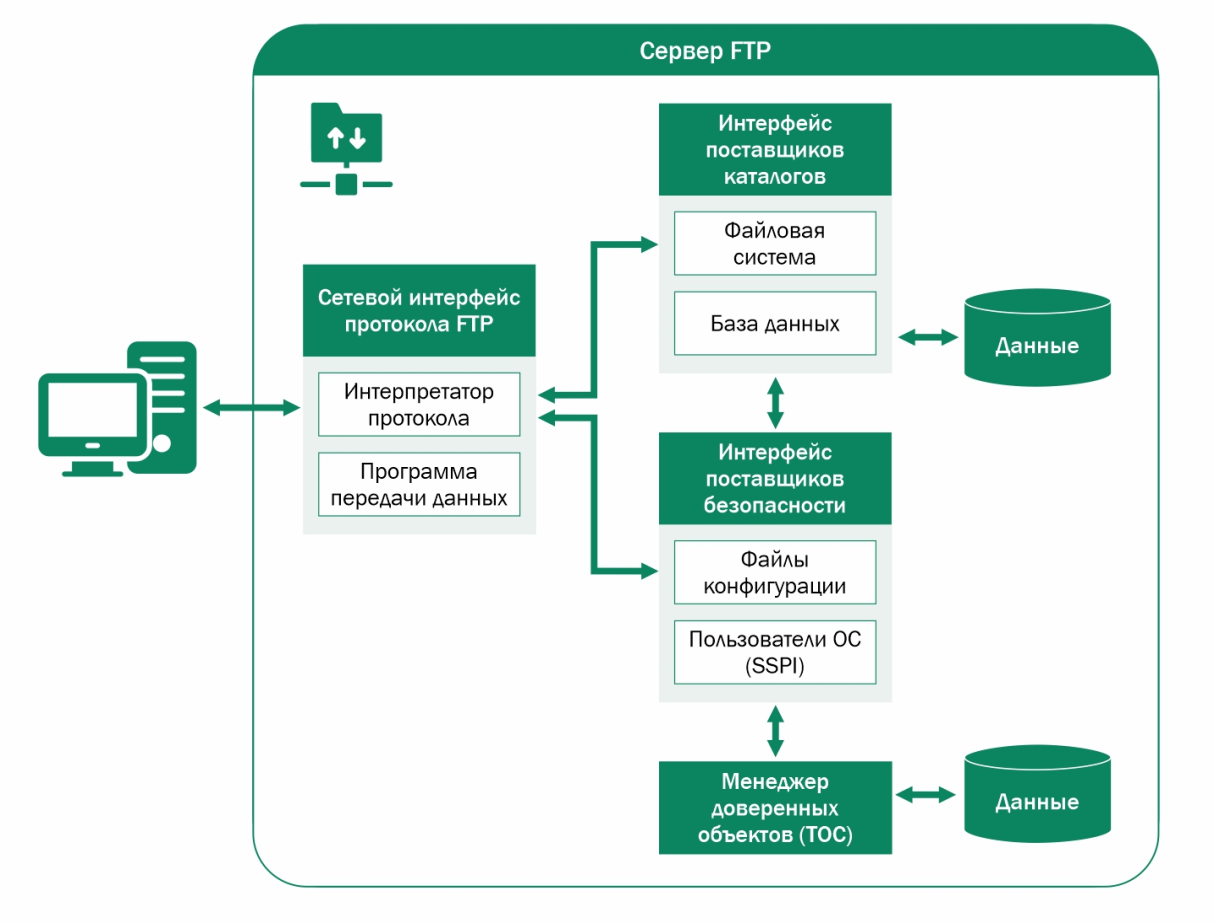 Сервер FTP
Интерфейс
поставщиков
каталогов
Файловая
система
База данных
Данные
Сетевой интерфейс
протокола FTP
Интерпретатор
протокола
Программа
передачи данных
Интерфейс
поставщиков
безопасности
Файлы
конфигурации
Пользователи ОС
(SSPI)
Менеджер
доверенных
объектов (TOC)
Данные